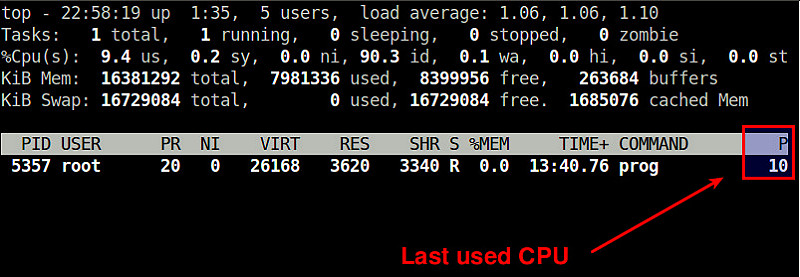 top - 22:58:19 up  1:35,  5 users,  load average: 1.06, 1.06, 1.10
Tasks:   1 total,   1 running,   0 sleeping,   0 stopped,   0 zombie
%Cpu(s):  9.4 us,  0.2 sy,  0.0 ni, 90.3 id,  0.1 wa,  0.0 hi,  0.0 si,  0.0 st
KiB Mem:  16381292 total,  7981336 used,  8399956 free,   263684 buffers
KiB Swap: 16729084 total,        0 used, 16729084 free.  1685076 cached Mem
PID USER PR NI VIRT RES SHR S %MEM TIME+ COMMAND P
5357 root 20 0 26168 3620 3340 R 0.0 13:40.76 prog 10
Last used CPU